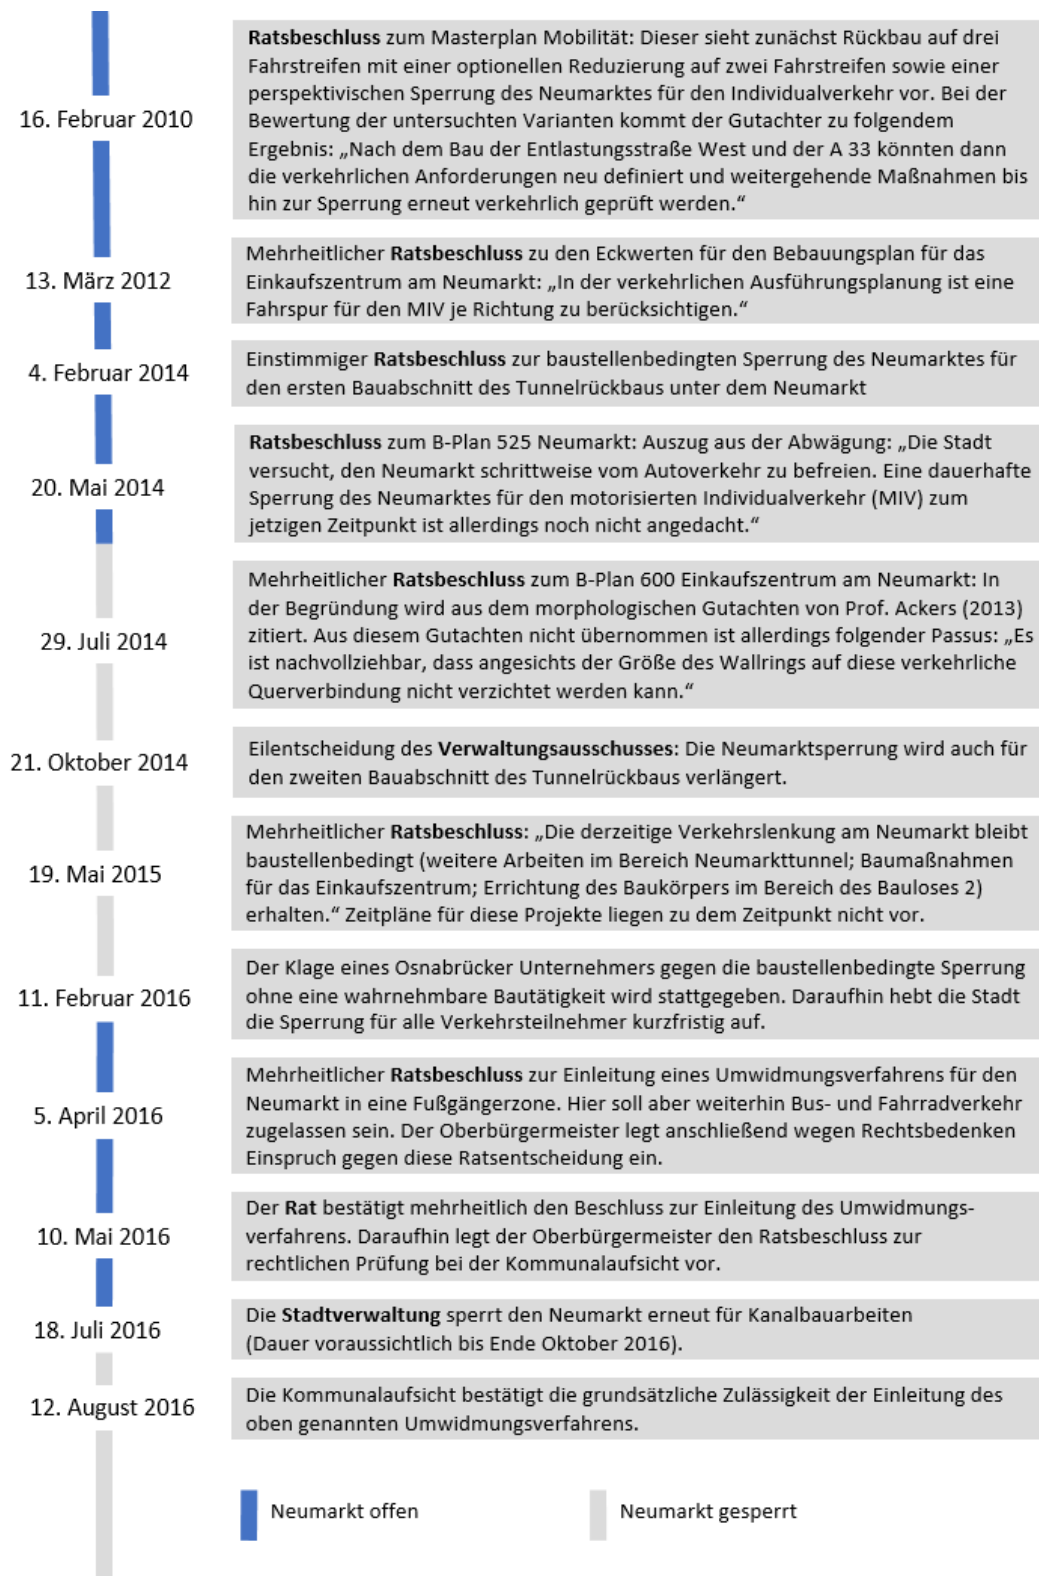 Ratsbeschluss zum Masterplan Mobilität: Dieser sieht zunächst Rückbau auf drei
Fahrstreifen mit einer optionellen Reduzierung auf zwei Fahrstreifen sowie einer
perspektivischen Sperrung des Neumarktes für den Individualverkehr vor. Bei der
16. Februar 2010
Bewertung der untersuchten Varianten kommt der Gutachter zu folgendem
Ergebnis: „Nach dem Bau der Entlastungsstraße West und der A 33 könnten dann
die verkehrlichen Anforderungen neu definiert und weitergehende Maßnahmen bis
hin zur Sperrung erneut verkehrlich geprüft werden.“
13. März 2012
Mehrheitlicher Ratsbeschluss zu den Eckwerten für den Bebauungsplan für das
Einkaufszentrum am Neumarkt: „In der verkehrlichen Ausführungsplanung ist eine
Fahrspur für den MIV je Richtung zu berücksichtigen.“
4. Februar 2014
Einstimmiger Ratsbeschluss zur baustellenbedingten Sperrung des Neumarktes für
den ersten Bauabschnitt des Tunnelrückbaus unter dem Neumarkt
20. Mai 2014
Ratsbeschluss zum B-Plan 525 Neumarkt: Auszug aus der Abwägung: „Die Stadt
versucht, den Neumarkt schrittweise vom Autoverkehr zu befreien. Eine dauerhafte
Sperrung des Neumarktes für den motorisierten Individualverkehr (MIV) zum
jetzigen Zeitpunkt ist allerdings noch nicht angedacht.“
29. Juli 2014
Mehrheitlicher Ratsbeschluss zum B-Plan 600 Einkaufszentrum am Neumarkt: In
der Begründung wird aus dem morphologischen Gutachten von Prof. Ackers (2013)
zitiert. Aus diesem Gutachten nicht übernommen ist allerdings folgender Passus: „Es
ist nachvollziehbar, dass angesichts der Größe des Wallrings auf diese verkehrliche
Querverbindung nicht verzichtet werden kann.“
21. Oktober 2014
Eilentscheidung des Verwaltungsausschusses: Die Neumarktsperrung wird auch für
den zweiten Bauabschnitt des Tunnelrückbaus verlängert.
19. Mai 2015
Mehrheitlicher Ratsbeschluss: „Die derzeitige Verkehrslenkung am Neumarkt bleibt
baustellenbedingt (weitere Arbeiten im Bereich Neumarkttunnel; Baumaßnahmen
für das Einkaufszentrum; Errichtung des Baukörpers im Bereich des Bauloses 2)
erhalten.“ Zeitpläne für diese Projekte liegen zu dem Zeitpunkt nicht vor.
11. Februar 2016
Der Klage eines Osnabrücker Unternehmers gegen die baustellenbedingte Sperrung
ohne eine wahrnehmbare Bautätigkeit wird stattgegeben. Daraufhin hebt die Stadt
die Sperrung für alle Verkehrsteilnehmer kurzfristig auf.
5. April 2016
Mehrheitlicher Ratsbeschluss zur Einleitung eines Umwidmungsverfahrens für den
Neumarkt in eine Fußgängerzone. Hier soll aber weiterhin Bus- und Fahrradverkehr
zugelassen sein. Der Oberbürgermeister legt anschließend wegen Rechtsbedenken
Einspruch gegen diese Ratsentscheidung ein.
10. Mai 2016
Der Rat bestätigt mehrheitlich den Beschluss zur Einleitung des Umwidmungs-
verfahrens. Daraufhin legt der Oberbürgermeister den Ratsbeschluss zur
rechtlichen Prüfung bei der Kommunalaufsicht vor.
18. Juli 2016
Die Stadtverwaltung sperrt den Neumarkt erneut für Kanalbauarbeiten
(Dauer voraussichtlich bis Ende Oktober 2016).
12. August 2016
Die Kommunalaufsicht bestätigt die grundsätzliche Zulässigkeit der Einleitung des
oben genannten Umwidmungsverfahrens.
Neumarkt offen
Neumarkt gesperrt